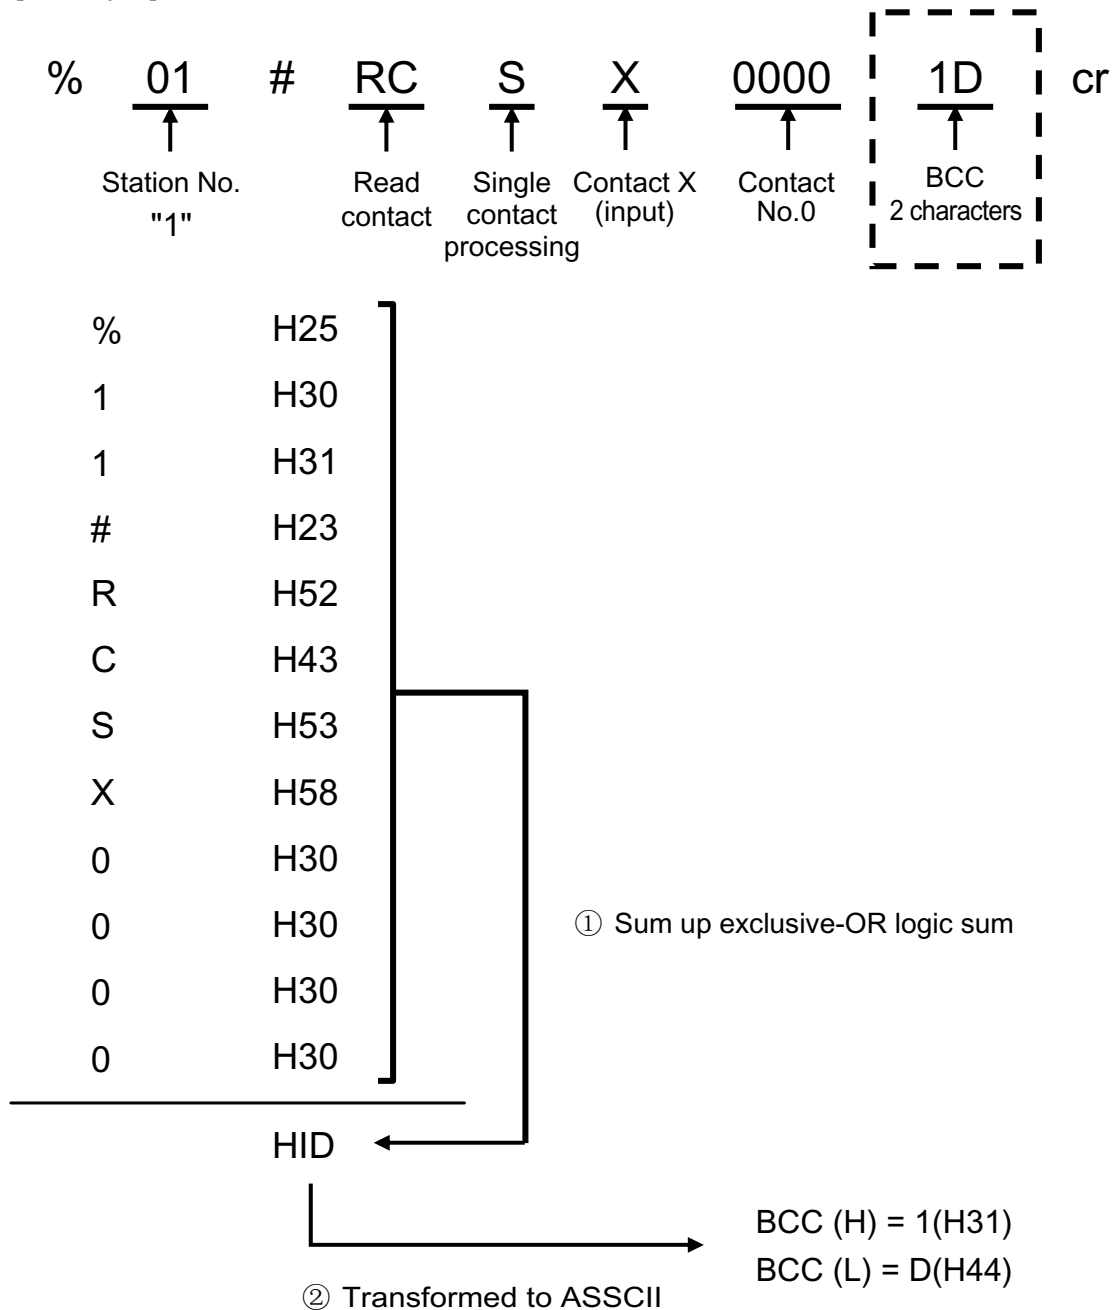 % 01 # RC S X 0000 1D cr
Station No. "1"
Read contact
Single contact processing
Contact X (input)
Contact No.0
BCC 2 characters
% H25
1 H30
1 H31
# H23
R H52
C H43
S H53
X H58
0 H30
0 H30
0 H30
0 H30
① Sum up exclusive-OR logic sum
HID
BCC (H) = 1(H31)
BCC (L) = D(H44)
② Transformed to ASSCII